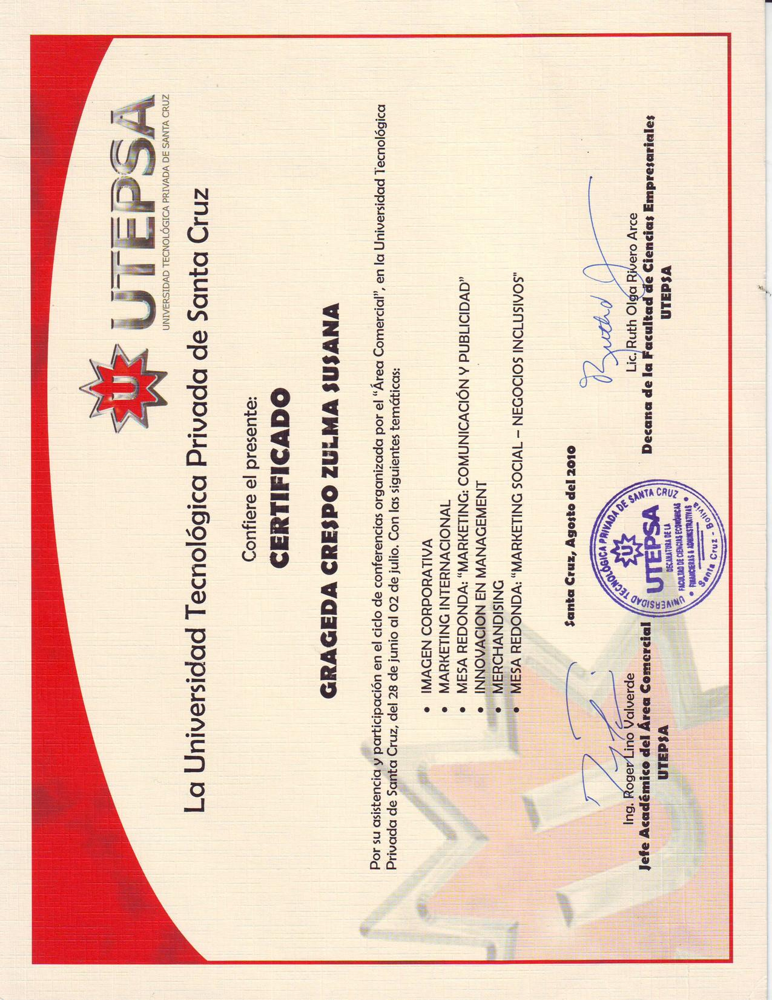 UTEPSA
UNIVERSIDAD TECNOLÓGICA PRIVADA DE SANTA CRUZ
La Universidad Tecnológica Privada de Santa Cruz
Confiere el presente:
CERTIFICADO
GRAGEDA CRESPO ZULMA SUSANA
Por su asistencia y participación en el ciclo de conferencias organizada por el “Área Comercial”, en la Universidad Tecnológica
Privada de Santa Cruz, del 28 de junio al 02 de julio. Con las siguientes temáticas:
• IMAGEN CORPORATIVA
• MARKETING INTERNACIONAL
• MESA REDONDA: “MARKETING: COMUNICACIÓN Y PUBLICIDAD”
• INNOVACION EN MANAGEMENT
• MERCHANDISING
• MESA REDONDA: “MARKETING SOCIAL – NEGOCIOS INCLUSIVOS"
Santa Cruz, Agosto del 2010
Ing. Roger Lino Valverde
Jefe Académico del Área Comercial
UTEPSA
UNIVERSIDAD TECNOLÓGICA PRIVADA DE SANTA CRUZ
U
UTEPSA
DECANATURA DE LA
FACULTAD DE CIENCIAS ECONÓMICAS
FINANCIERAS & ADMINISTRATIVAS
Santa Cruz - Bolivia
Lic. Ruth Olga Rivero Arce
Decana de la Facultad de Ciencias Empresariales
UTEPSA